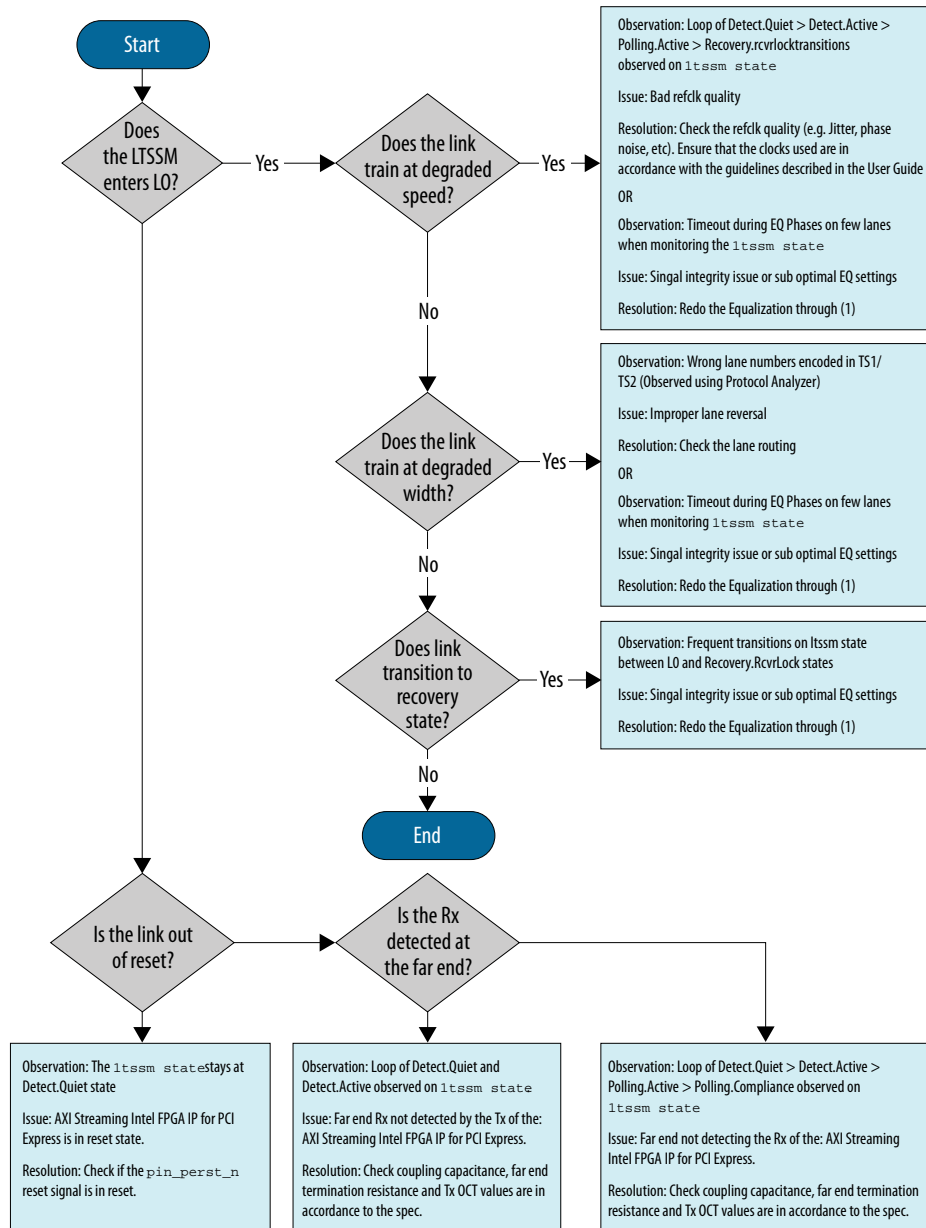 Start
Does
the LTSSM
enters L0?
Yes
Does the link
train at degraded
speed?
Yes
Observation: Loop of Detect.Quiet > Detect.Active >
Polling.Active > Recovery.rcvrlocktransitions
observed on ltssm state
Issue: Bad refclk quality
Resolution: Check the refclk quality (e.g. Jitter, phase
noise, etc). Ensure that the clocks used are in
accordance with the guidelines described in the User Guide
OR
Observation: Timeout during EQ Phases on few lanes
when monitoring the ltssm state
Issue: Singal integrity issue or sub optimal EQ settings
Resolution: Redo the Equalization through (1)
No
Does the link
train at degraded
width?
Yes
Observation: Wrong lane numbers encoded in TS1/
TS2 (Observed using Protocol Analyzer)
Issue: Improper lane reversal
Resolution: Check the lane routing
OR
Observation: Timeout during EQ Phases on few lanes
when monitoring ltssm state
Issue: Singal integrity issue or sub optimal EQ settings
Resolution: Redo the Equalization through (1)
No
Does link
transition to
recovery
state?
Yes
Observation: Frequent transitions on ltssm state
between L0 and Recovery.RcvrLock states
Issue: Singal integrity issue or sub optimal EQ settings
Resolution: Redo the Equalization through (1)
No
End
Is the link out
of reset?
Is the Rx
detected at
the far end?
Observation: The ltssm statestays at
Detect.Quiet state
Issue: AXI Streaming Intel FPGA IP for PCI
Express is in reset state.
Resolution: Check if the pin_perst_n
reset signal is in reset.
Observation: Loop of Detect.Quiet and
Detect.Active observed on ltssm state
Issue: Far end Rx not detected by the Tx of the:
AXI Streaming Intel FPGA IP for PCI Express.
Resolution: Check coupling capacitance, far end
termination resistance and Tx OCT values are in
accordance to the spec.
Observation: Loop of Detect.Quiet > Detect.Active >
Polling.Active > Polling.Compliance observed on
ltssm state
Issue: Far end not detecting the Rx of the: AXI Streaming
Intel FPGA IP for PCI Express.
Resolution: Check coupling capacitance, far end termination
resistance and Tx OCT values are in accordance to the spec.